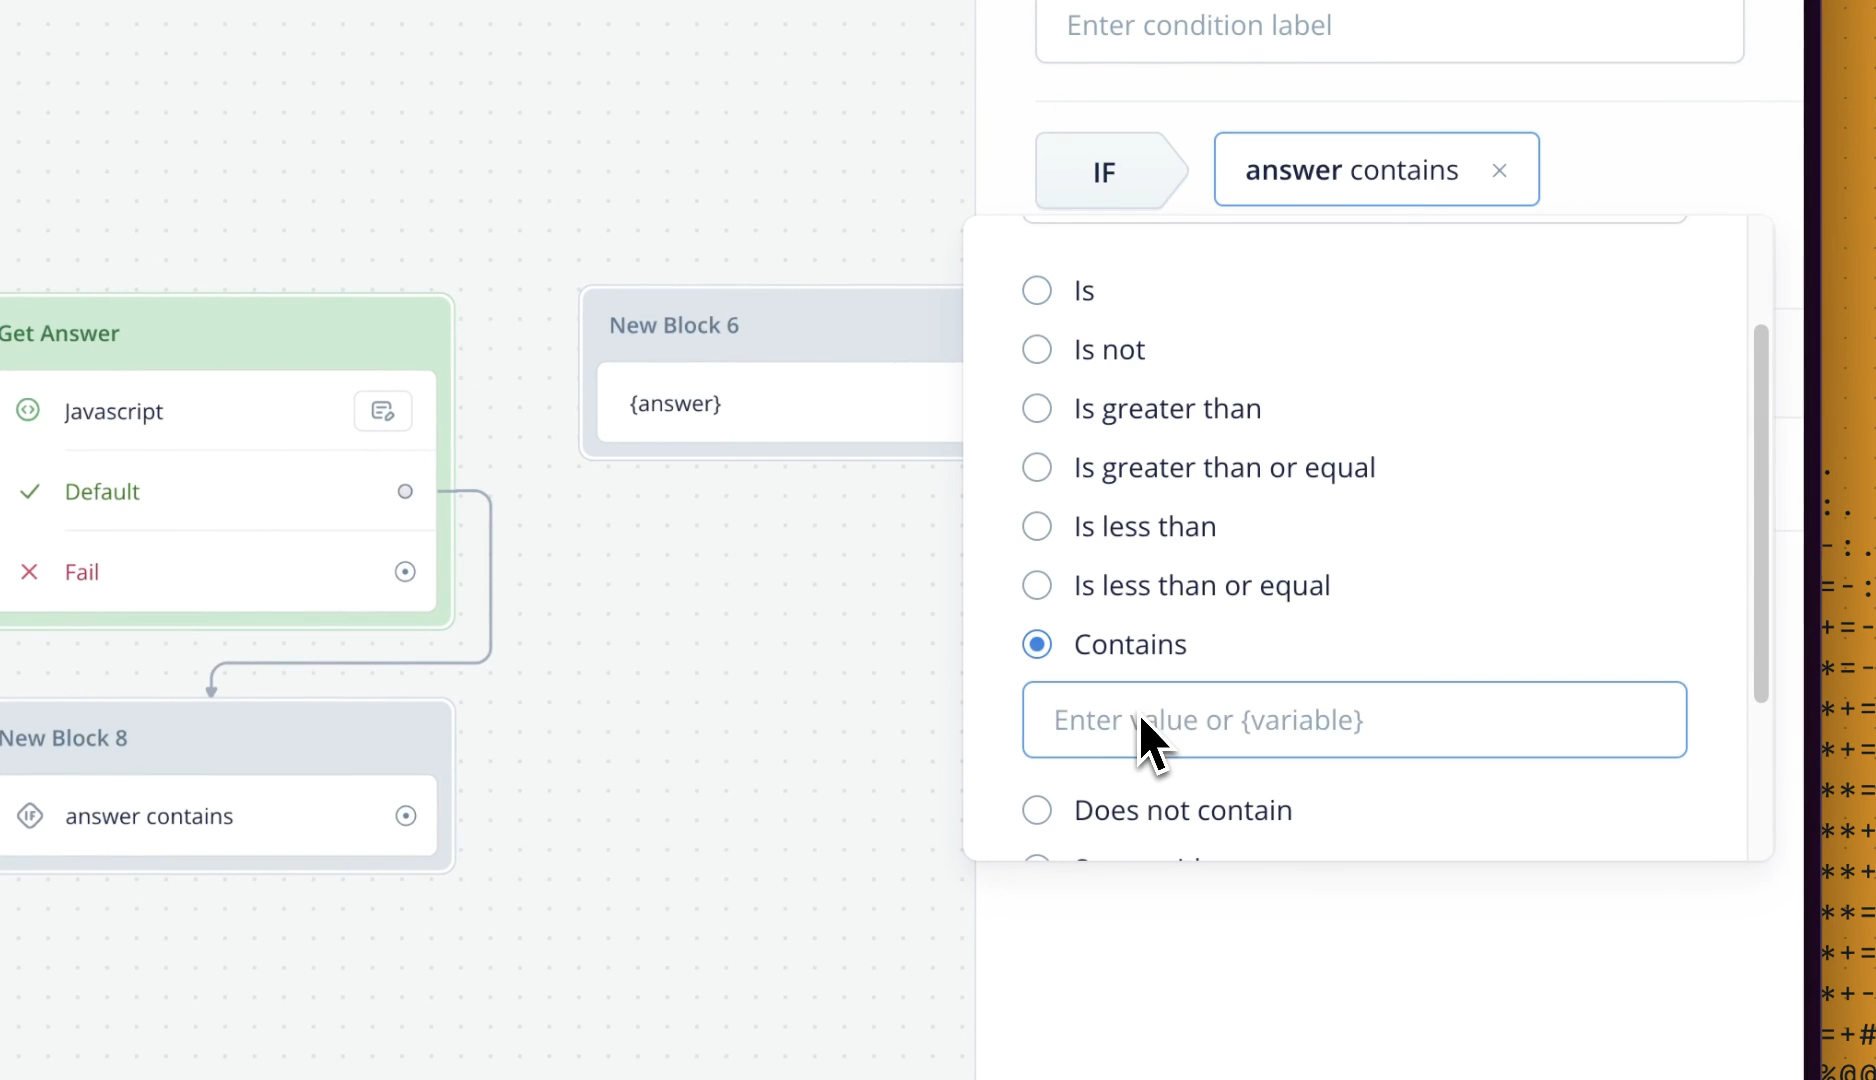 Enter condition label
IF
answer contains
Get Answer
Javascript
Default
Fail
New Block 6
{answer}
New Block 8
IF
answer contains
Is
Is not
Is greater than
Is greater than or equal
Is less than
Is less than or equal
Contains
Enter value or {variable}
Does not contain